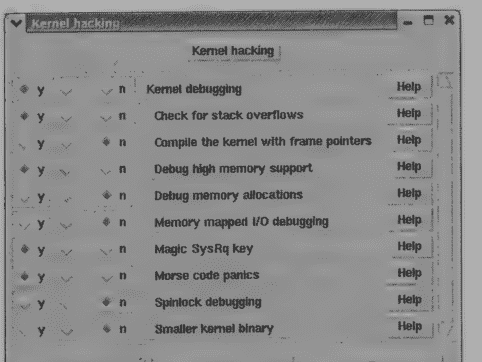 Kernel hacking
Kernel hacking
y n Kernel debugging Help
y n Check for stack overflows Help
y n Compile the kernel with frame pointers Help
y n Debug high memory support Help
y n Debug memory allocations Help
y n Memory mapped I/O debugging Help
y n Magic SysRq key Help
y n Morse code panics Help
y n Spinlock debugging Help
y n Smaller kernel binary Help